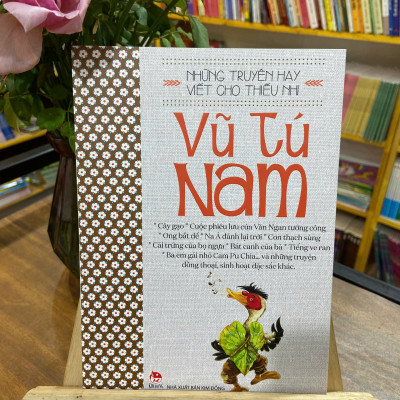 NHỮNG TRUYỆN HAY
VIẾT CHO THIẾU NHI
VŨ TÚ
NAM
* Cây gạo * Cuộc phiêu lưu của Văn Ngan tướng công
* Ong bắt dế * Na Á đánh lại trời * Con thạch sùng
* Cái trứng của bọ ngựa * Bát canh của bà * Tiếng ve ran
* Ba em gái nhỏ Cam Pu Chia... và những truyện
đồng thoại, sinh hoạt đặc sắc khác.
NHÀ XUẤT BẢN KIM ĐỒNG